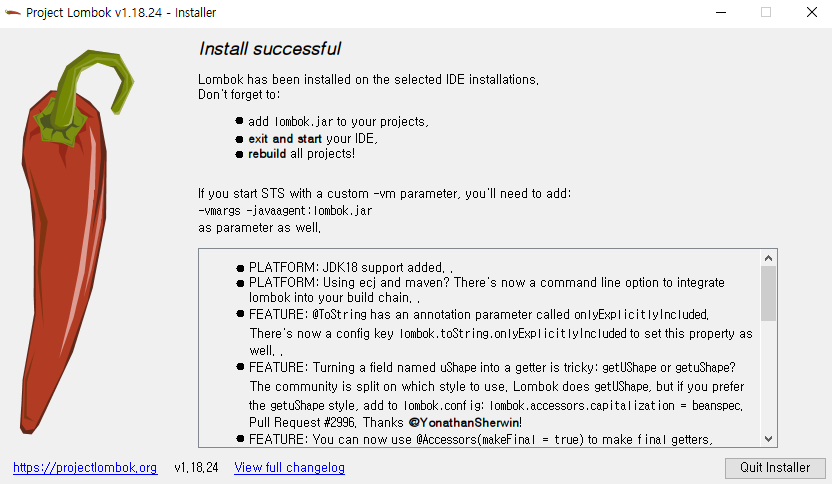 Project Lombok v1.18.24 - Installer
Install successful
Lombok has been installed on the selected IDE installations.
Don't forget to:
● add lombok.jar to your projects,
● exit and start your IDE,
● rebuild all projects!
If you start STS with a custom -vm parameter, you'll need to add:
-vmargs -javaagent:lombok.jar
as parameter as well.
● PLATFORM: JDK18 support added. .
● PLATFORM: Using ecj and maven? There's now a command line option to integrate
lombok into your build chain. .
● FEATURE: @ToString has an annotation parameter called onlyExplicitlyIncluded.
There's now a config key lombok.toString.onlyExplicitlyIncluded to set this property as
well. .
● FEATURE: Turning a field named uShape into a getter is tricky: getUShape or getuShape?
The community is split on which style to use. Lombok does getUShape, but if you prefer
the getuShape style, add to lombok.config: lombok.accessors.capitalization = beanspec.
Pull Request #2996. Thanks @YonathanSherwin!
● FEATURE: You can now use @Accessors(makeFinal = true) to make final getters,
https://projectlombok.org v1.18.24 View full changelog Quit Installer